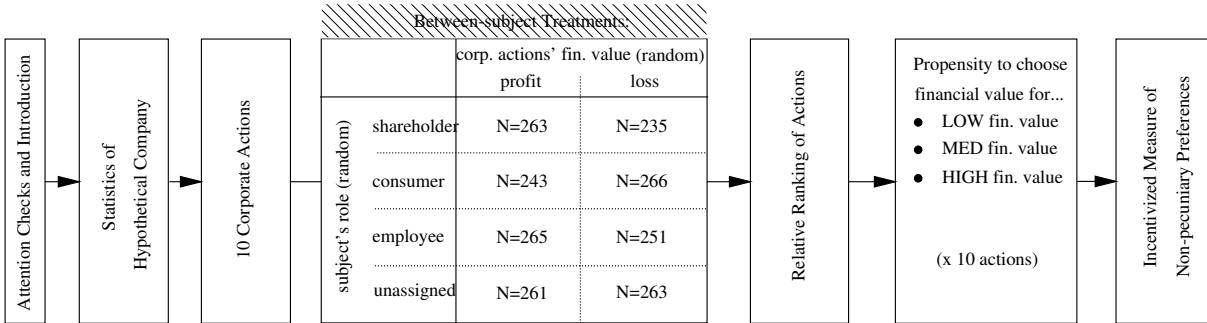 Attention Checks and Introduction
Statistics of
Hypothetical Company
10 Corporate Actions
Between-subject Treatments:
corp. actions' fin. value (random)
profit loss
subject's role (random)
shareholder N=263 N=235
consumer N=243 N=266
employee N=265 N=251
unassigned N=261 N=263
Relative Ranking of Actions
Propensity to choose
financial value for...
● LOW fin. value
● MED fin. value
● HIGH fin. value
(x 10 actions)
Incentivized Measure of
Non-pecuniary Preferences